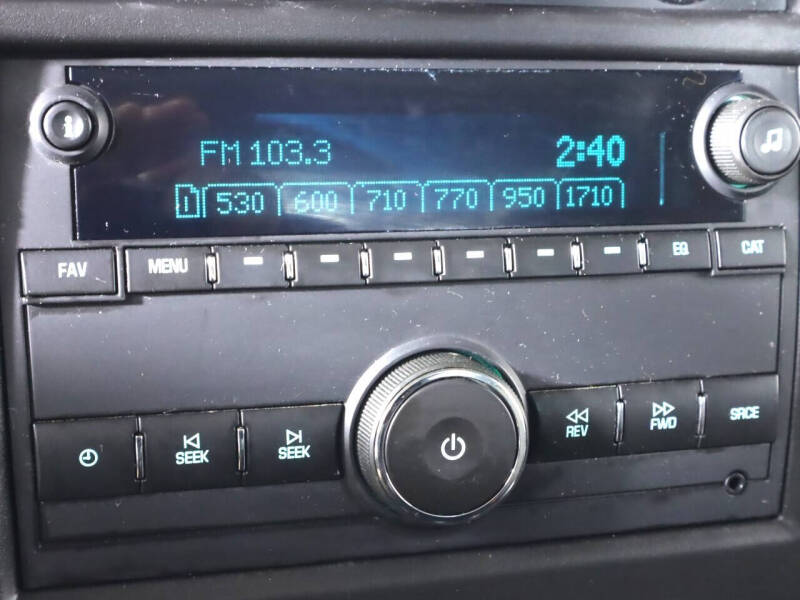 i
FM 103.3 2:40
530 600 710 770 950 1710
FAV MENU EQ CAT
SEEK SEEK REV FWD SRCE